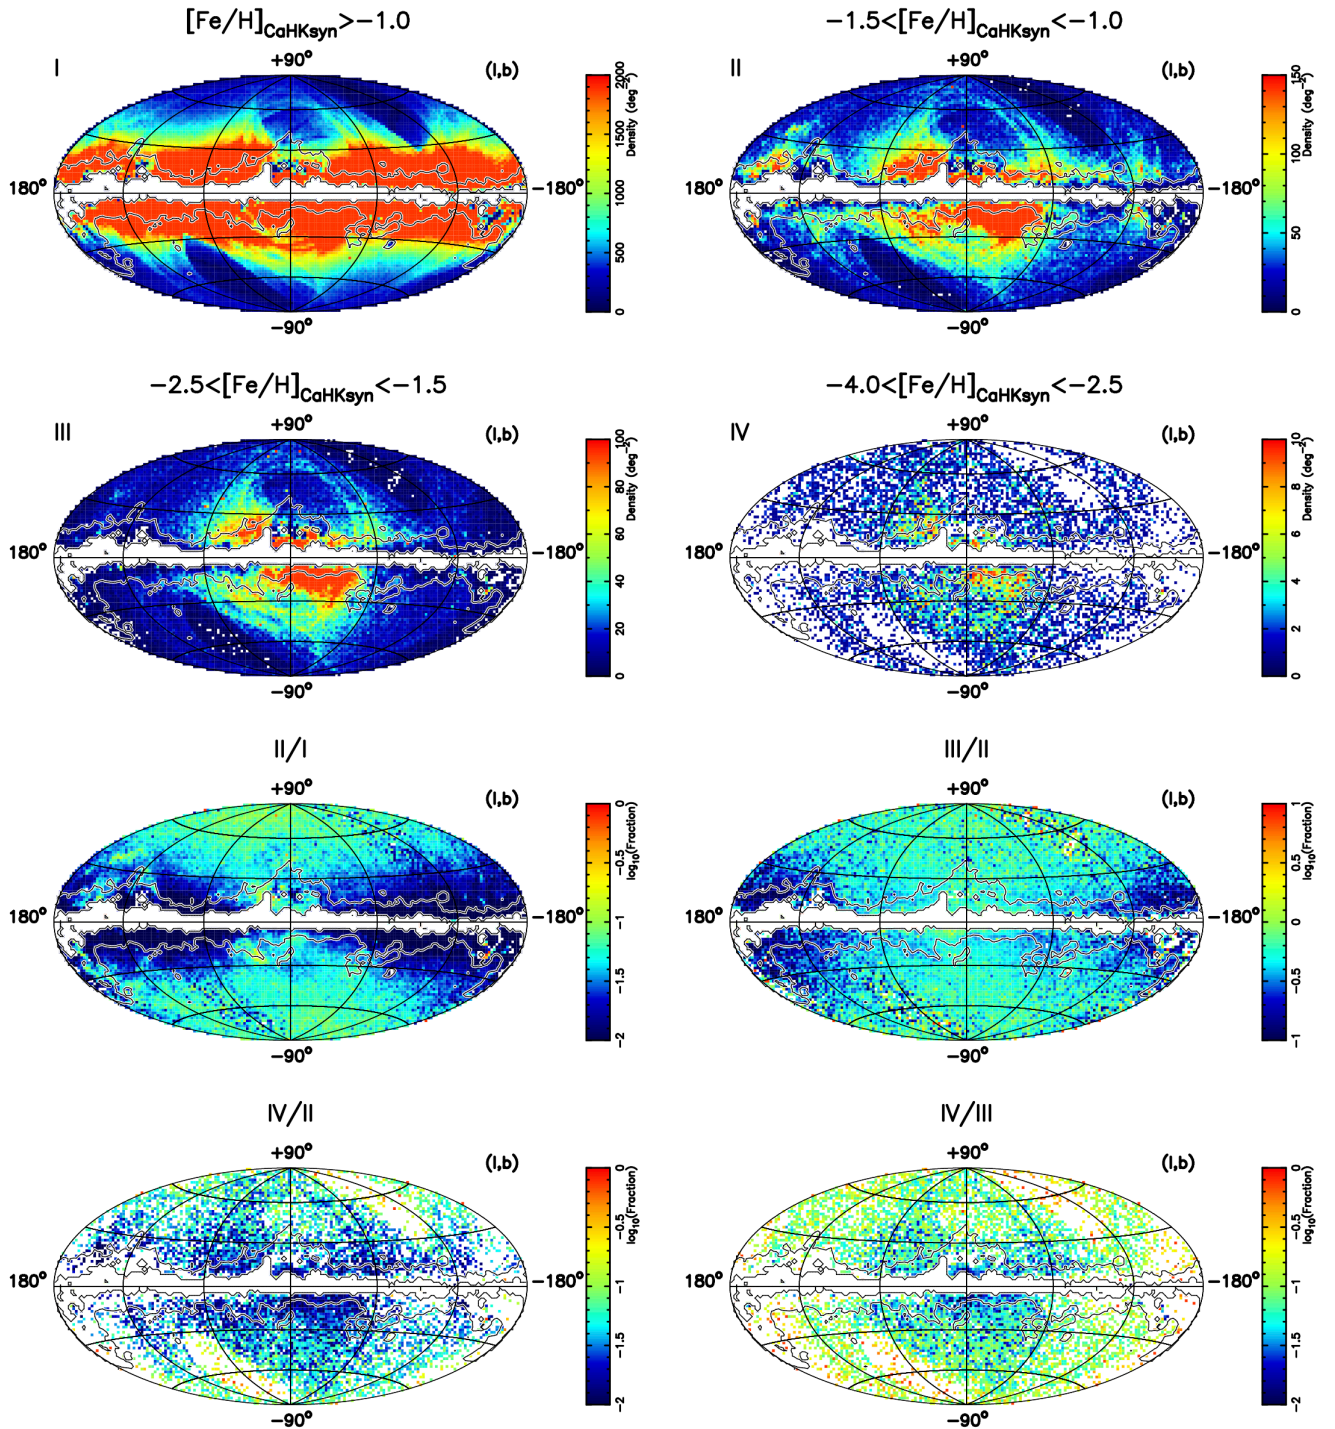 [Fe/H]CaHKsyn>−1.0
−1.5<[Fe/H]CaHKsyn<−1.0
I
+90°
(l,b)
180°
−180°
−90°
0 500 1000 1500 2000
Density (deg−2)
II
+90°
(l,b)
180°
−180°
−90°
0 50 100 150
Density (deg−2)
−2.5<[Fe/H]CaHKsyn<−1.5
−4.0<[Fe/H]CaHKsyn<−2.5
III
+90°
(l,b)
180°
−180°
−90°
0 20 40 60 80 100
Density (deg−2)
IV
+90°
(l,b)
180°
−180°
−90°
0 2 4 6 8 10
Density (deg−2)
II/I
III/II
+90°
(l,b)
180°
−180°
−90°
−2 −1.5 −1 −0.5 0
log10(Fraction)
+90°
(l,b)
180°
−180°
−90°
−1 −0.5 0 0.5 1
log10(Fraction)
IV/II
IV/III
+90°
(l,b)
180°
−180°
−90°
−2 −1.5 −1 −0.5 0
log10(Fraction)
+90°
(l,b)
180°
−180°
−90°
−2 −1.5 −1 −0.5 0
log10(Fraction)